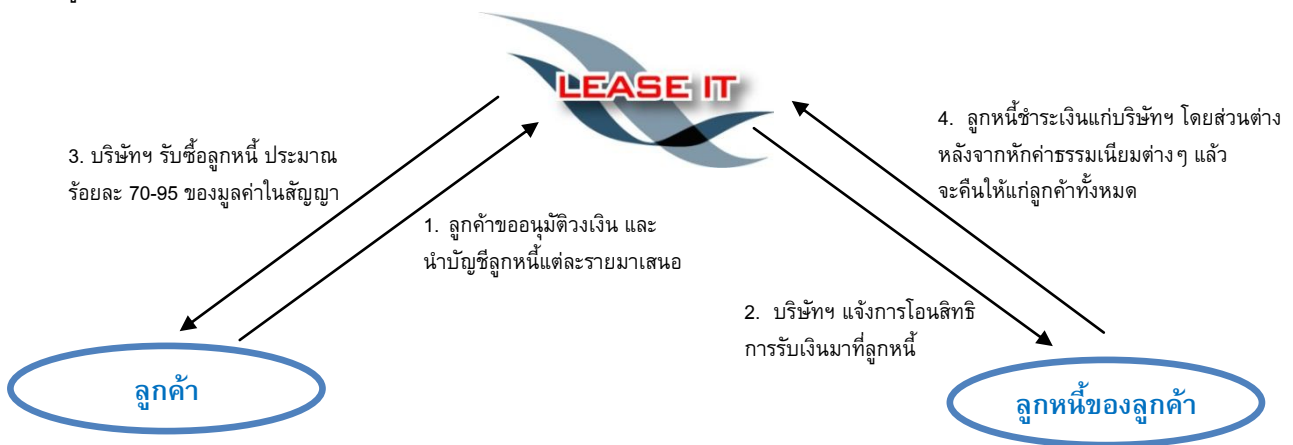 LEASE IT
3. บริษัทฯ รับซื้อลูกหนี้ ประมาณ
ร้อยละ 70-95 ของมูลค่าในสัญญา
1. ลูกค้าขออนุมัติวงเงิน และ
นำบัญชีลูกหนี้แต่ละรายมาเสนอ
4. ลูกหนี้ชำระเงินแก่บริษัทฯ โดยส่วนต่าง
หลังจากหักค่าธรรมเนียมต่างๆ แล้ว
จะคืนให้แก่ลูกค้าทั้งหมด
2. บริษัทฯ แจ้งการโอนสิทธิ
การรับเงินมาที่ลูกหนี้
ลูกค้า
ลูกหนี้ของลูกค้า